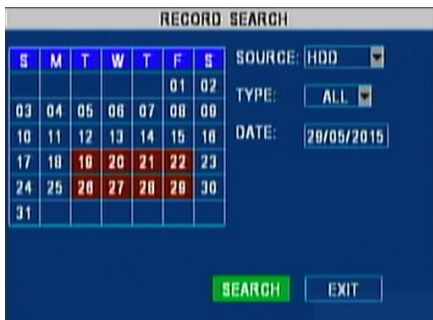 RECORD SEARCH
S M T W T F S
01 02
03 04 05 06 07 08 09
10 11 12 13 14 15 16
17 18 19 20 21 22 23
24 25 26 27 28 29 30
31
SOURCE: HDD
TYPE: ALL
DATE: 29/05/2015
SEARCH EXIT